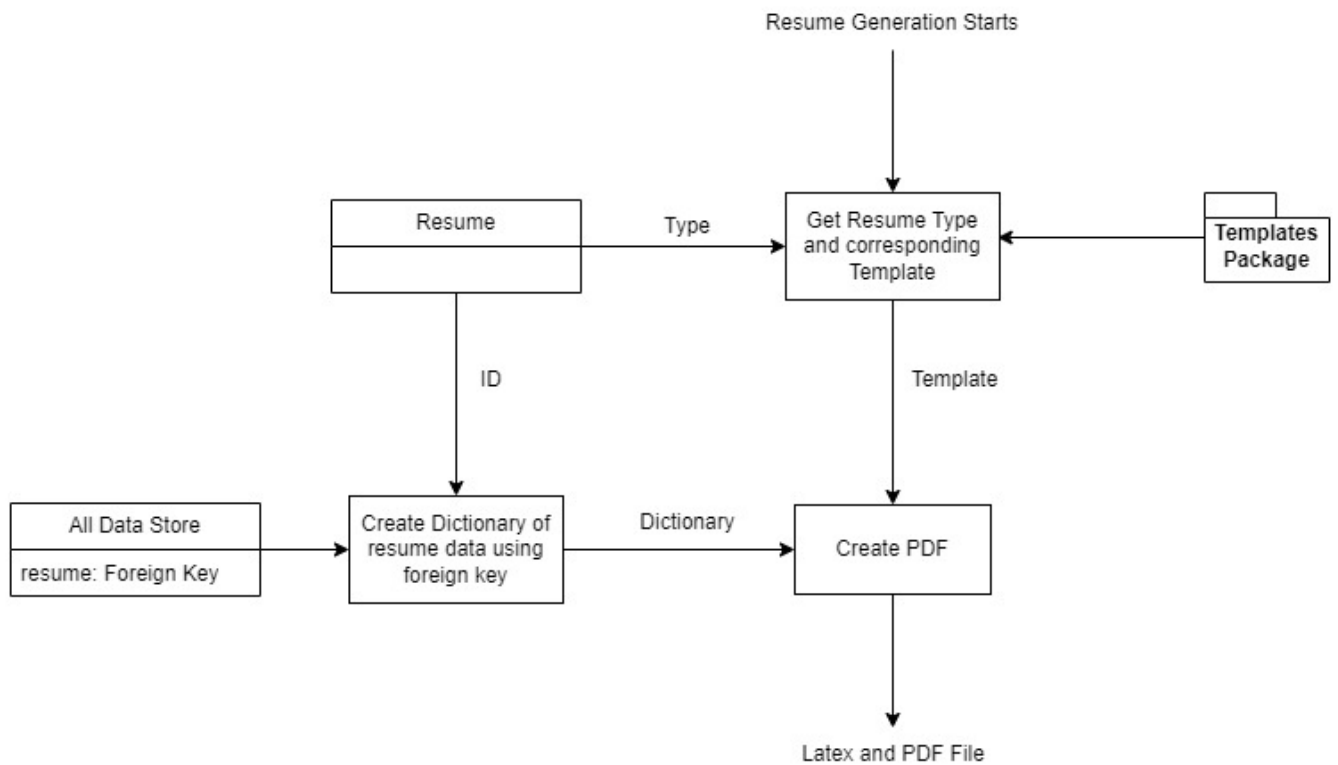 Resume Generation Starts
Resume
Type
Get Resume Type
and corresponding
Template
Templates
Package
ID
Template
All Data Store
resume: Foreign Key
Create Dictionary of
resume data using
foreign key
Dictionary
Create PDF
Latex and PDF File